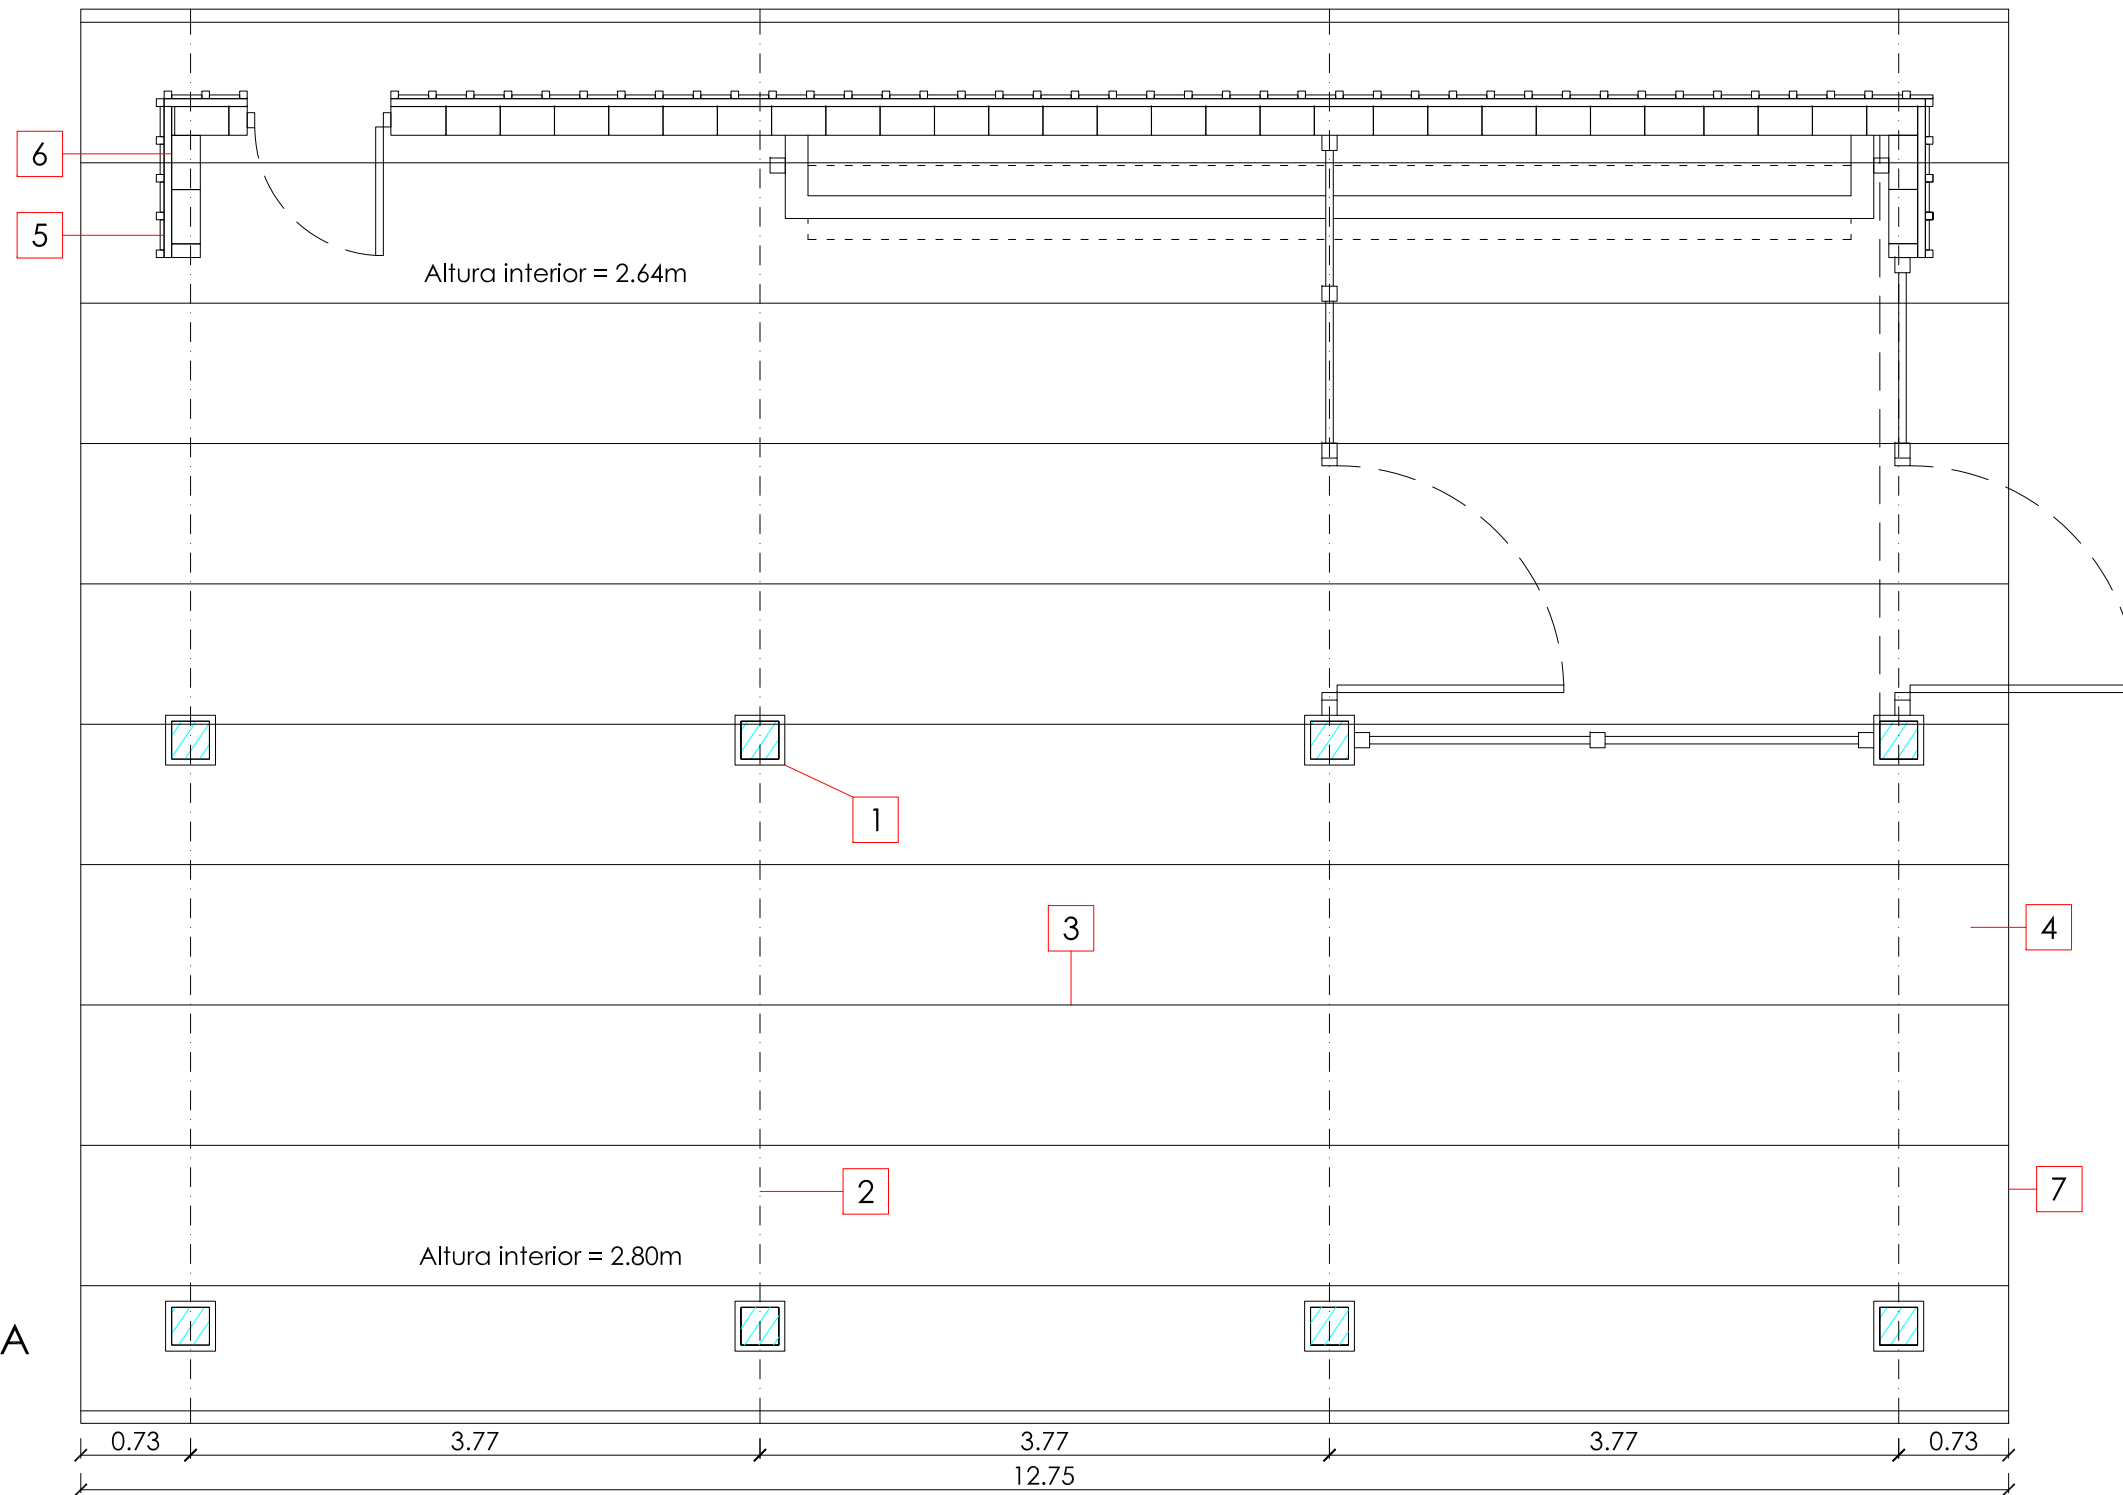 6
5
Altura interior = 2.64m
1
3
4
2
7
Altura interior = 2.80m
A
0.73 3.77 3.77 3.77 0.73
12.75